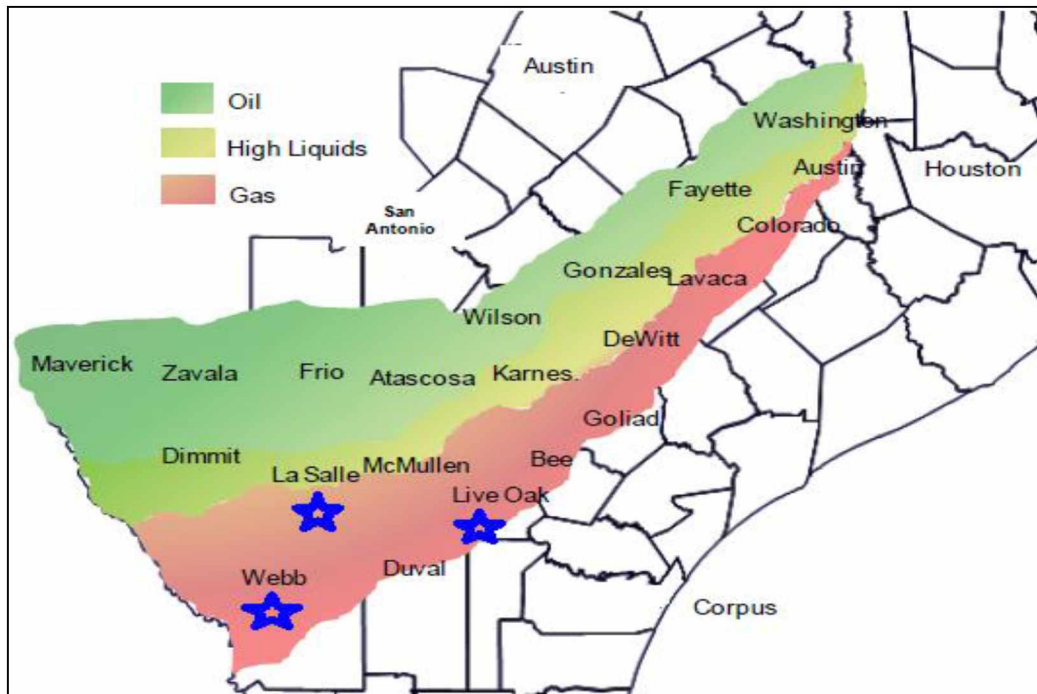 Austin
Oil
High Liquids
Gas
Washington
Austin
Houston
Fayette
San
Antonio
Colorado
Gonzales
Lavaca
Wilson
DeWitt
Maverick
Zavala
Frio
Atascosa
Karnes.
Goliad
Dimmit
La Salle
McMullen
Bee
Live Oak
Webb
Duval
Corpus